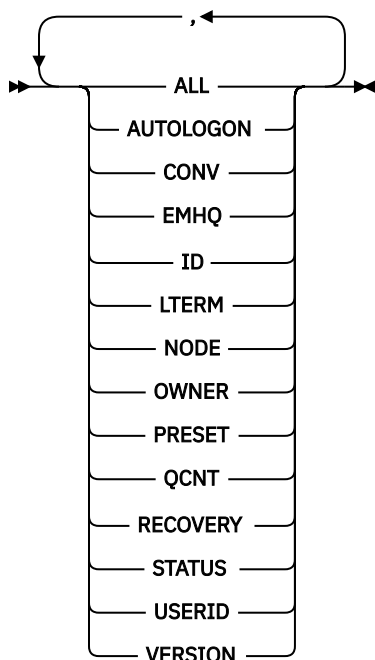 ,
ALL
AUTOLOGON
CONV
EMHQ
ID
LTERM
NODE
OWNER
PRESET
QCNT
RECOVERY
STATUS
USERID
VERSION